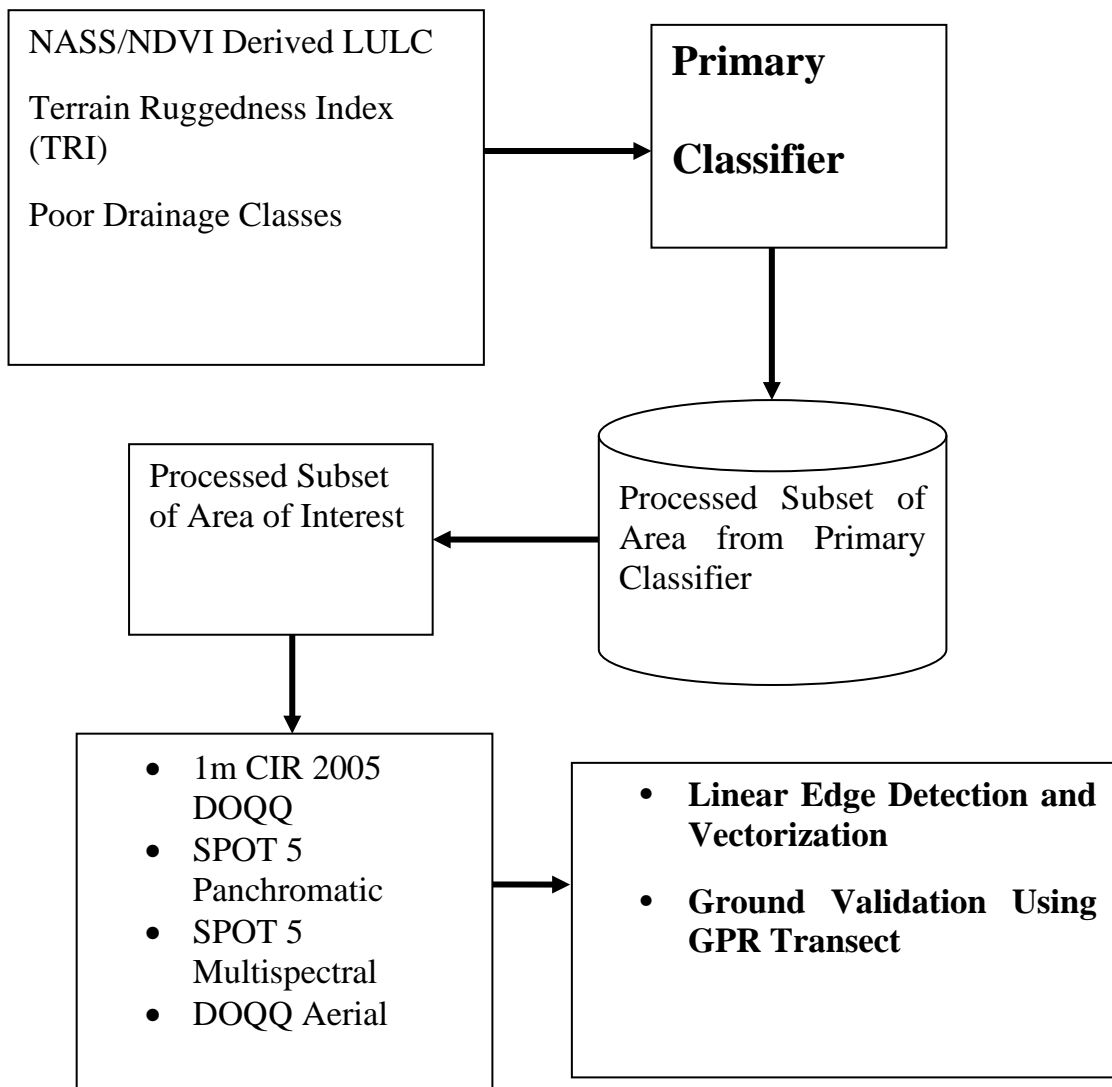 NASS/NDVI Derived LULC
Terrain Ruggedness Index
(TRI)
Poor Drainage Classes
Primary
Classifier
Processed Subset of
Area from Primary
Classifier
Processed Subset
of Area of Interest
• 1m CIR 2005
DOQQ
• SPOT 5
Panchromatic
• SPOT 5
Multispectral
• DOQQ Aerial
• Linear Edge Detection and
Vectorization
• Ground Validation Using
GPR Transect